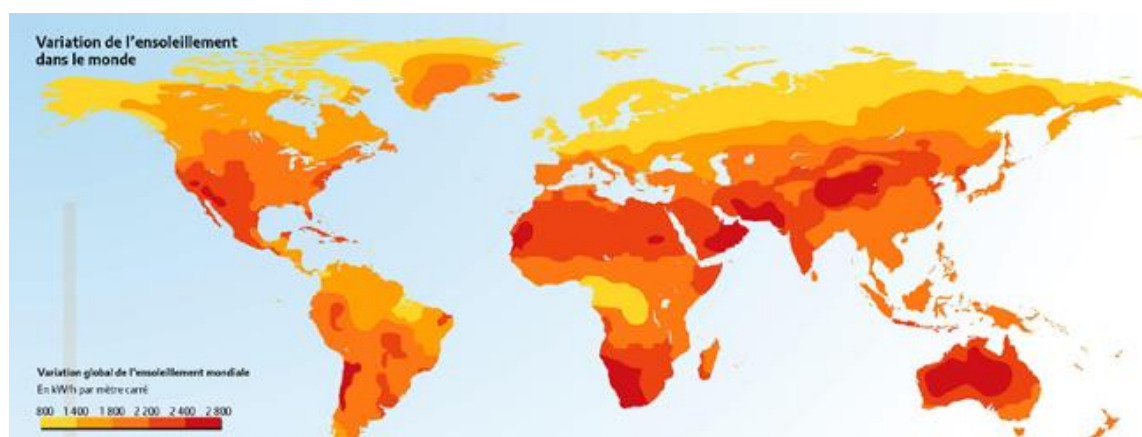 Variation de l'ensoleillement
dans le monde
Variation global de l'ensoleillement mondiale
En kW/h par mètre carré
800 1 400 1 800 2 200 2 400 2 800